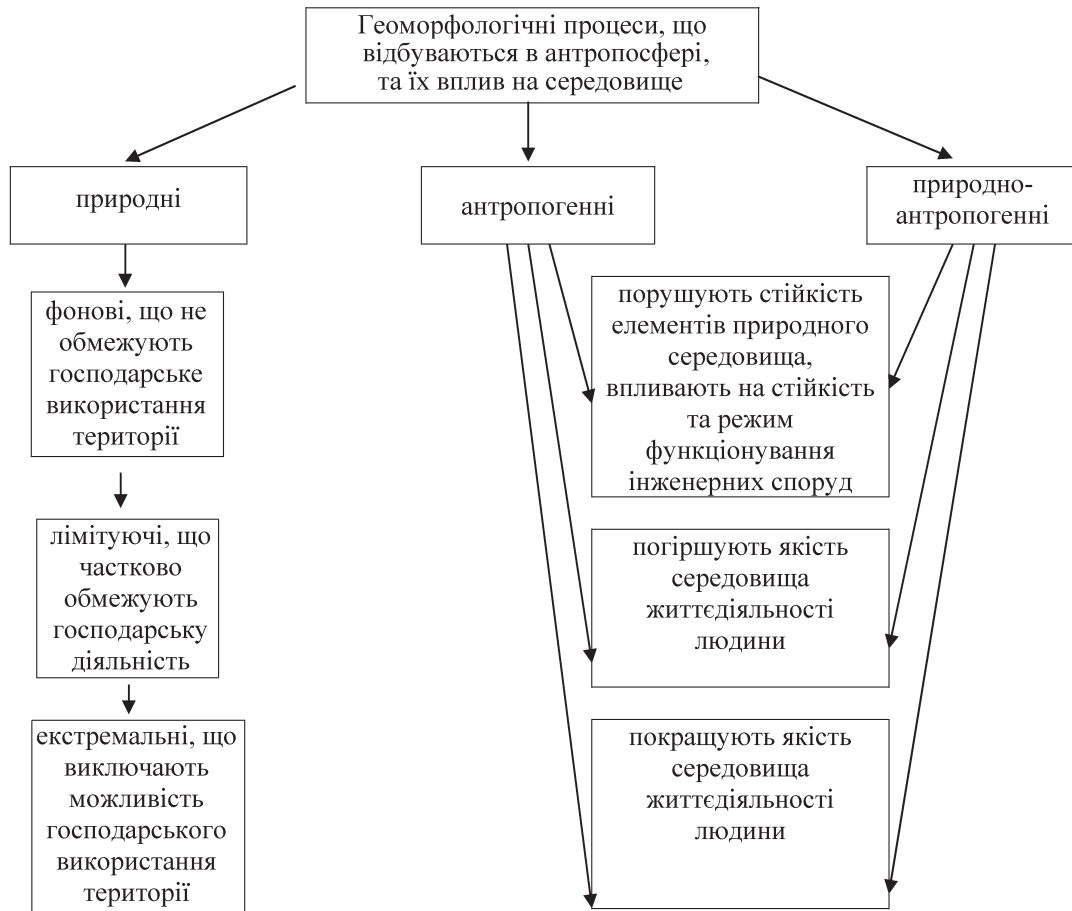 Геоморфологічні процеси, що
відбуваються в антропосфері,
та їх вплив на середовище
природні
антропогенні
природно-
антропогенні
фонові, що не
обмежують
господарське
використання
території
лімітуючі, що
частково
обмежують
господарську
діяльність
екстремальні, що
виключають
можливість
господарського
використання
території
порушують стійкість
елементів природного
середовища,
впливають на стійкість
та режим
функціонування
інженерних споруд
погіршують якість
середовища
життєдіяльності
людини
покращують якість
середовища
життєдіяльності
людини